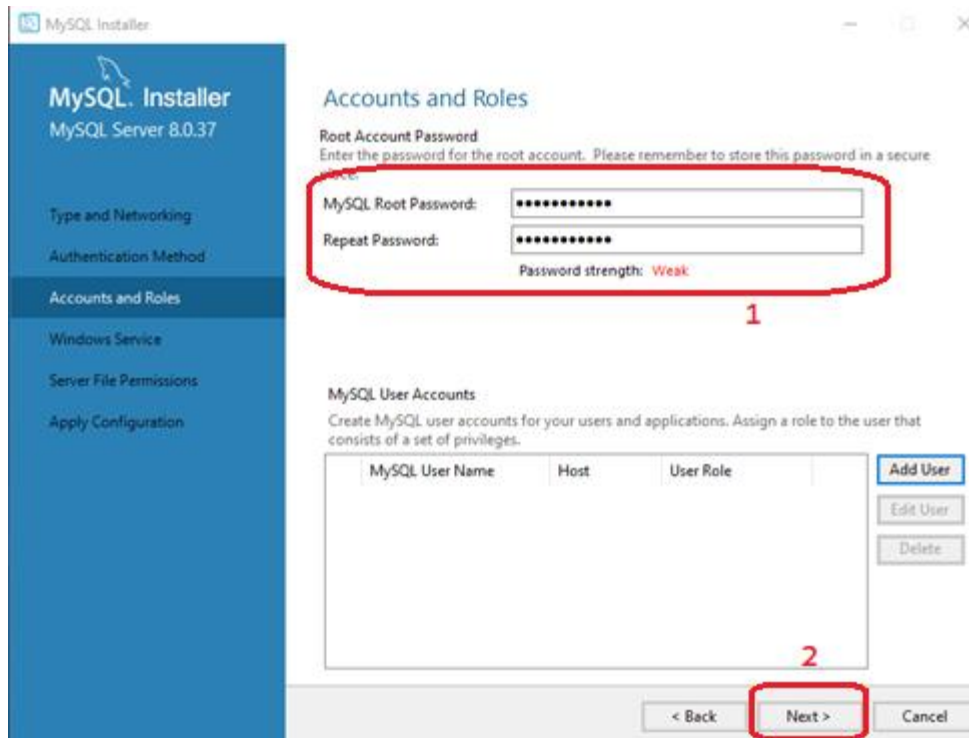 MySQL Installer
MySQL. Installer
MySQL Server 8.0.37
Type and Networking
Authentication Method
Accounts and Roles
Windows Service
Server File Permissions
Apply Configuration
Accounts and Roles
Root Account Password
Enter the password for the root account. Please remember to store this password in a secure
place.
MySQL Root Password: •••••••••••
Repeat Password: •••••••••••
Password strength: Weak
1
MySQL User Accounts
Create MySQL user accounts for your users and applications. Assign a role to the user that
consists of a set of privileges.
MySQL User Name Host User Role
Add User
Edit User
Delete
2
< Back Next > Cancel